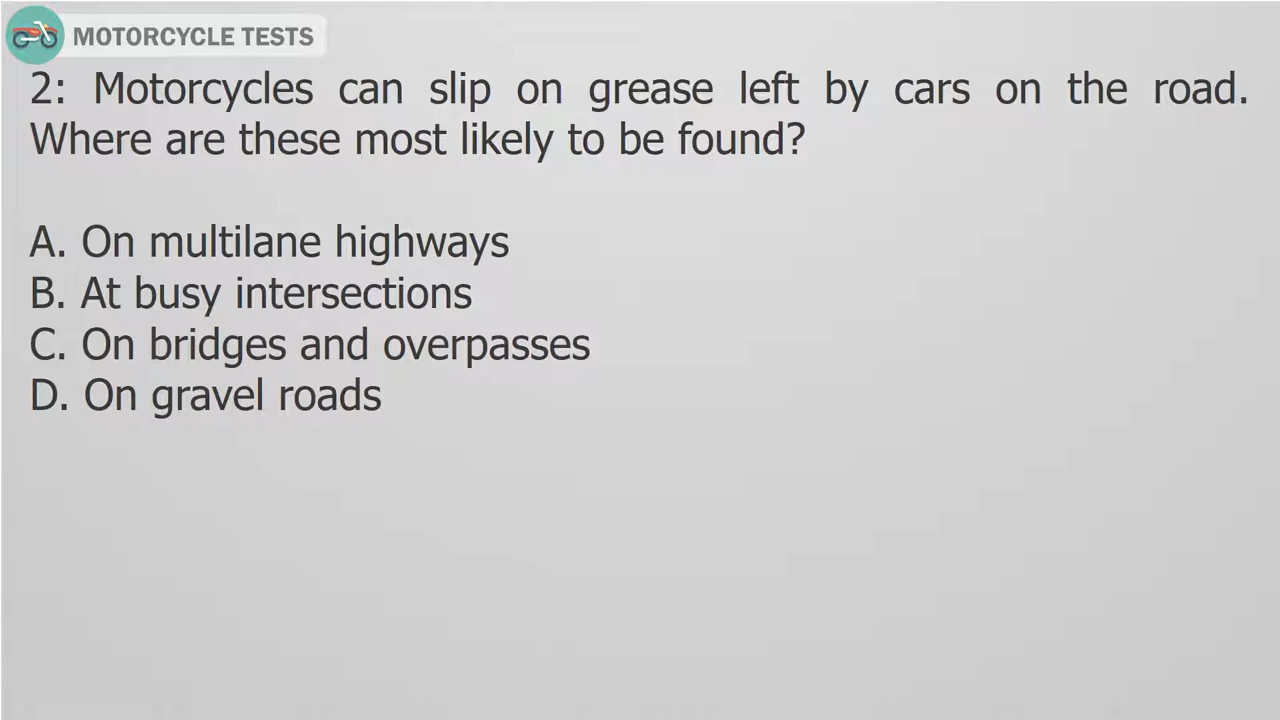 MOTORCYCLE TESTS
2: Motorcycles can slip on grease left by cars on the road.
Where are these most likely to be found?
A. On multilane highways
B. At busy intersections
C. On bridges and overpasses
D. On gravel roads